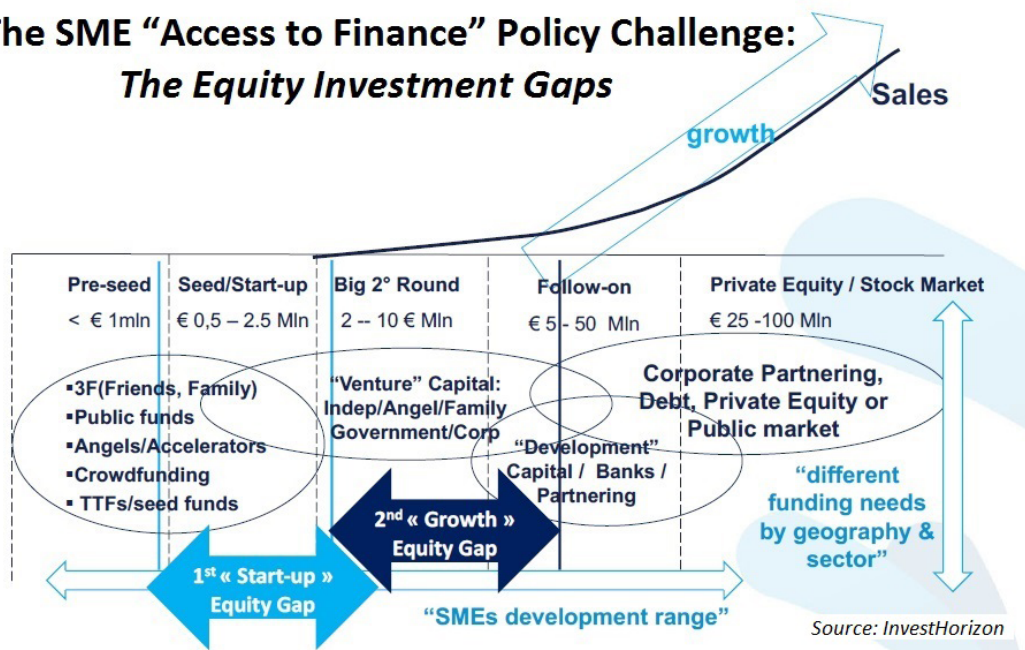 The SME “Access to Finance” Policy Challenge:
The Equity Investment Gaps
Sales
growth
Pre-seed
< € 1mln
Seed/Start-up
€ 0,5 – 2.5 Mln
Big 2° Round
2 -- 10 € Mln
Follow-on
€ 5 - 50 Mln
Private Equity / Stock Market
€ 25 -100 Mln
▪3F(Friends, Family)
▪Public funds
▪Angels/Accelerators
▪Crowdfunding
▪ TTFs/seed funds
“Venture” Capital:
Indep/Angel/Family
Government/Corp
“Development”
Capital / Banks /
Partnering
Corporate Partnering,
Debt, Private Equity or
Public market
“different
funding needs
by geography &
sector”
2nd « Growth »
Equity Gap
1st « Start-up »
Equity Gap
“SMEs development range”
Source: InvestHorizon